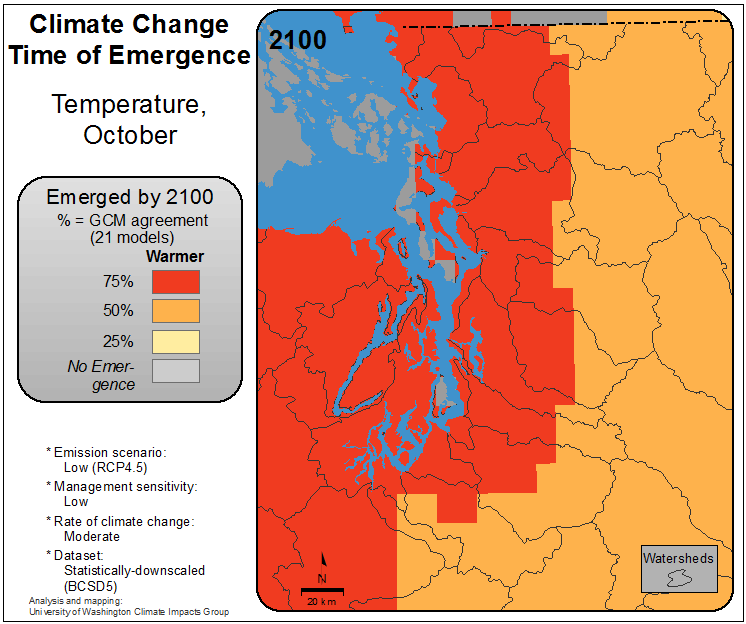 Climate Change
Time of Emergence
Temperature,
October
Emerged by 2100
% = GCM agreement
(21 models)
Warmer
75%
50%
25%
No Emer-
gence
* Emission scenario:
Low (RCP4.5)
* Management sensitivity:
Low
* Rate of climate change:
Moderate
* Dataset:
Statistically-downscaled
(BCSD5)
Analysis and mapping:
University of Washington Climate Impacts Group
2100
N
20 km
Watersheds